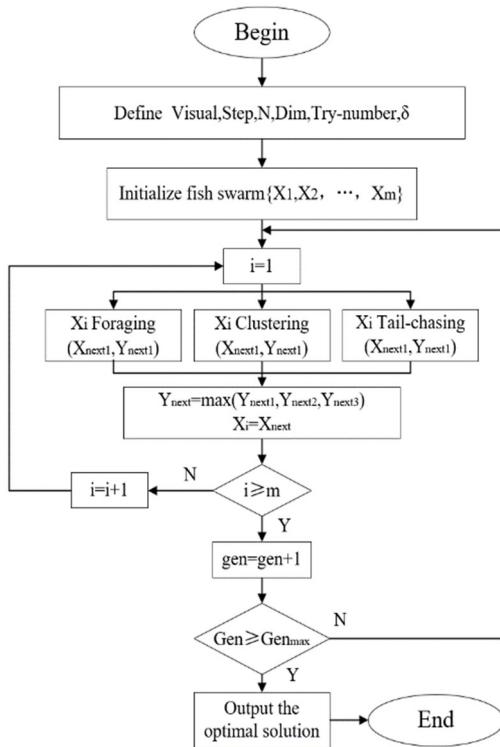 Begin
Define Visual,Step,N,Dim,Try-number,δ
Initialize fish swarm{X1,X2, ···, Xm}
i=1
Xi Foraging
(Xnext1,Ynext1)
Xi Clustering
(Xnext1,Ynext1)
Xi Tail-chasing
(Xnext1,Ynext1)
Ynext=max(Ynext1,Ynext2,Ynext3)
Xi=Xnext
i≥m
N
i=i+1
Y
gen=gen+1
Gen≥Genmax
N
Y
Output the
optimal solution
End